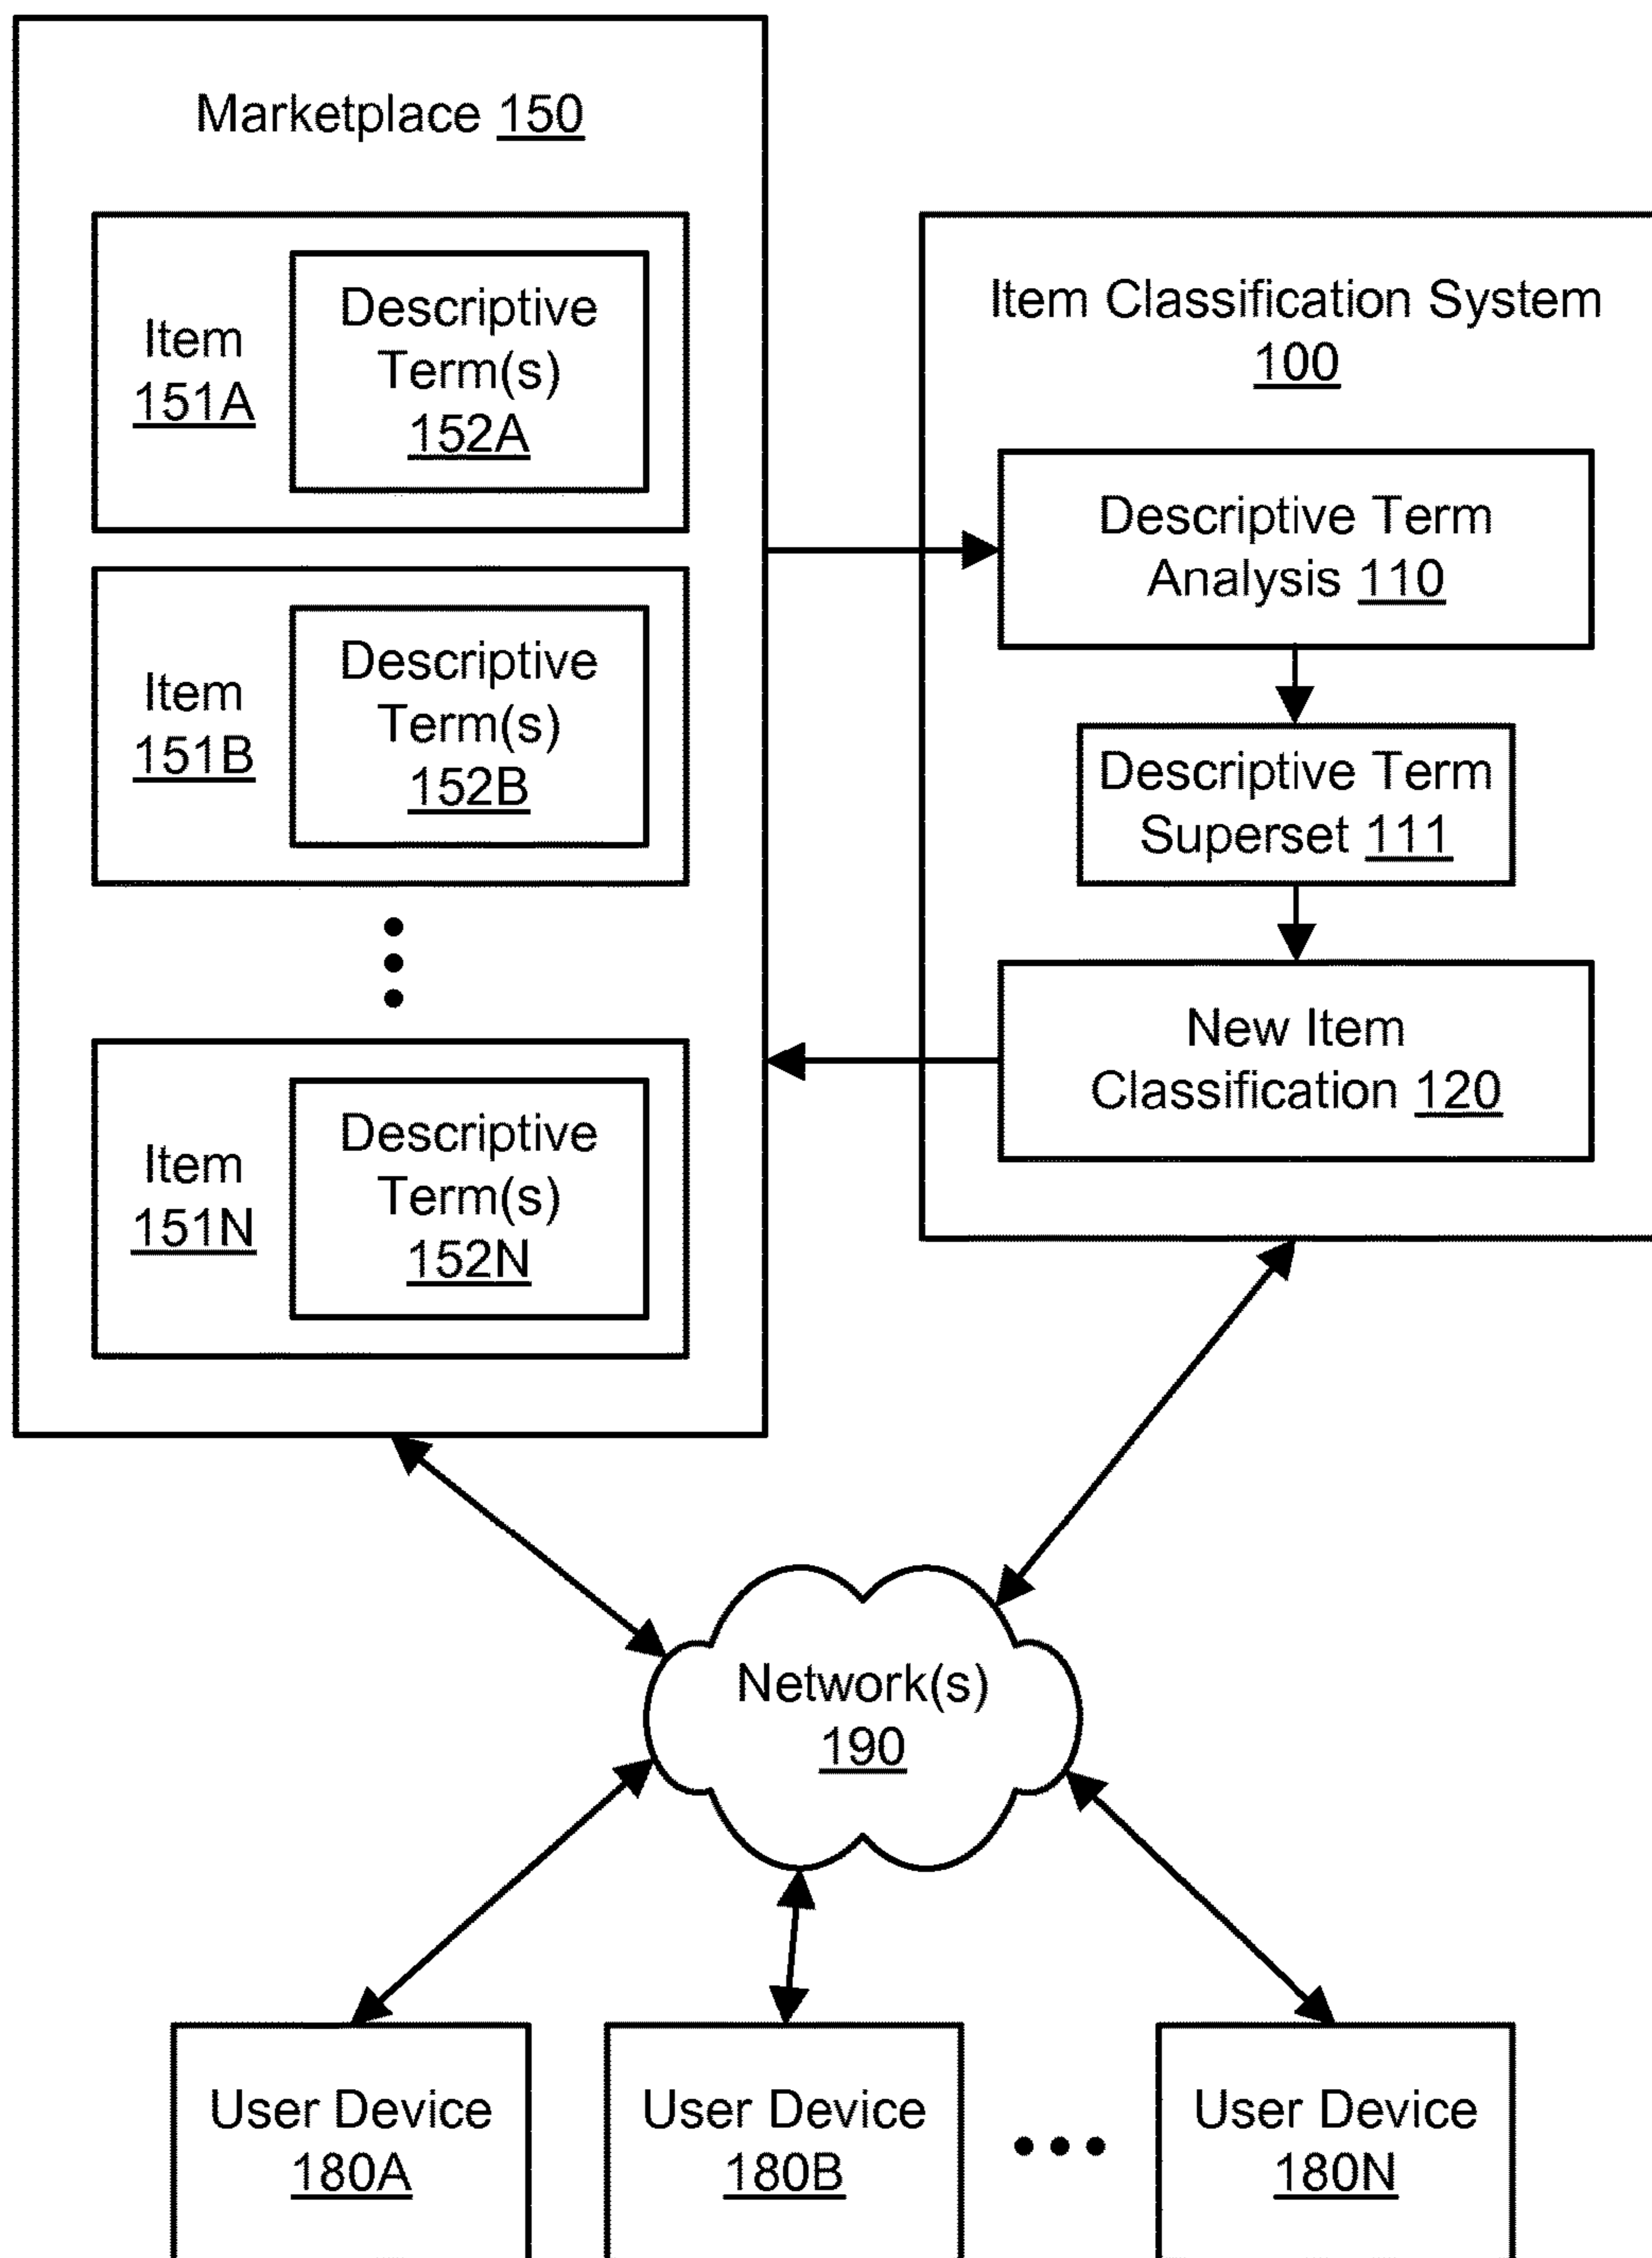 Marketplace 150
Item
151A
Descriptive
Term(s)
152A
Item
151B
Descriptive
Term(s)
152B
Item
151N
Descriptive
Term(s)
152N
Item Classification System
100
Descriptive Term
Analysis 110
Descriptive Term
Superset 111
New Item
Classification 120
Network(s)
190
User Device
180A
User Device
180B
User Device
180N